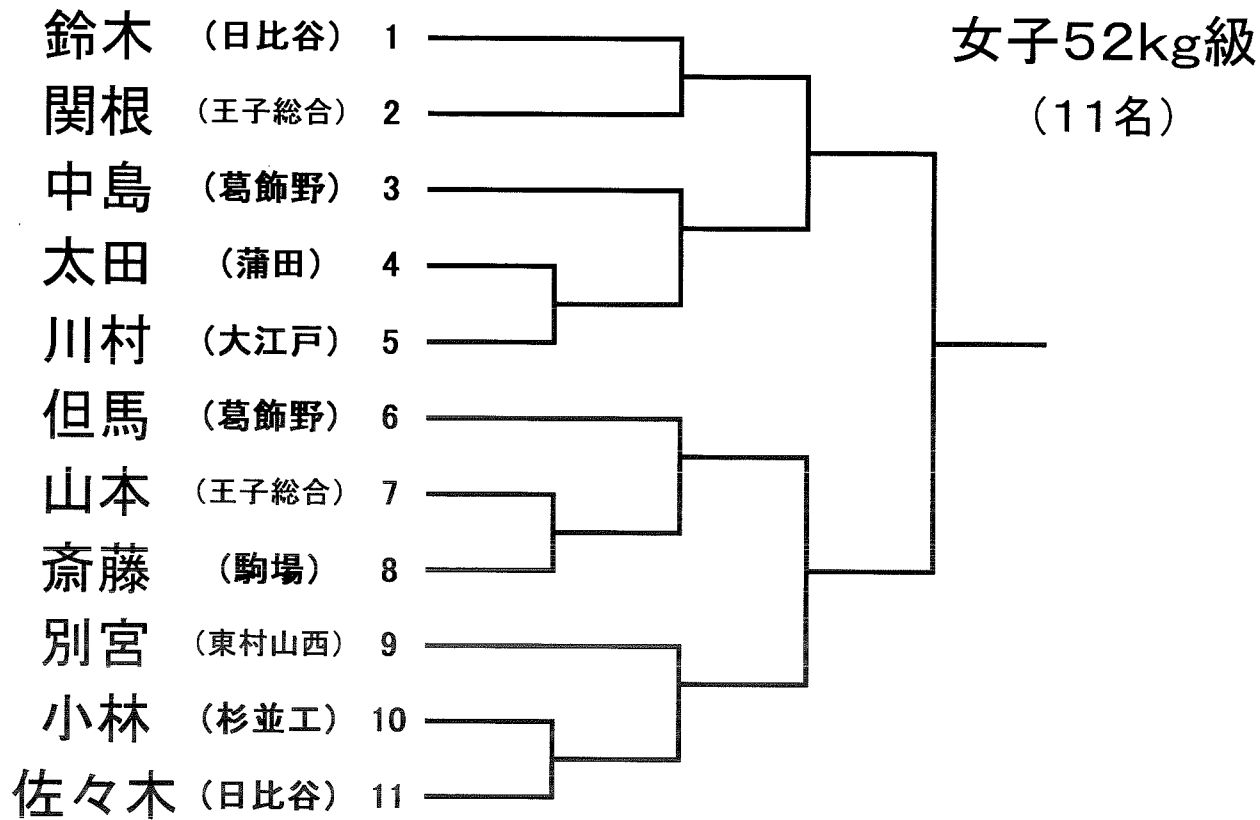 女子52kg級
(11名)
鈴木 (日比谷) 1
関根 (王子総合) 2
中島 (葛飾野) 3
太田 (蒲田) 4
川村 (大江戸) 5
但馬 (葛飾野) 6
山本 (王子総合) 7
斎藤 (駒場) 8
別宮 (東村山西) 9
小林 (杉並工) 10
佐々木 (日比谷) 11